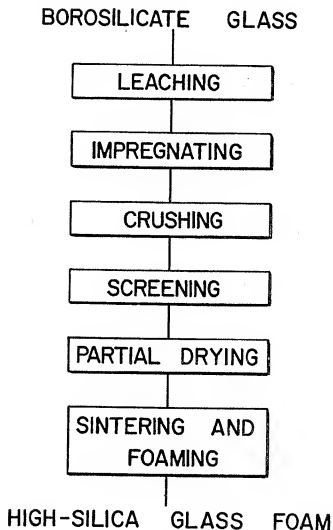 BOROSILICATE GLASS
LEACHING
IMPREGNATING
CRUSHING
SCREENING
PARTIAL DRYING
SINTERING AND
FOAMING
HIGH-SILICA GLASS FOAM